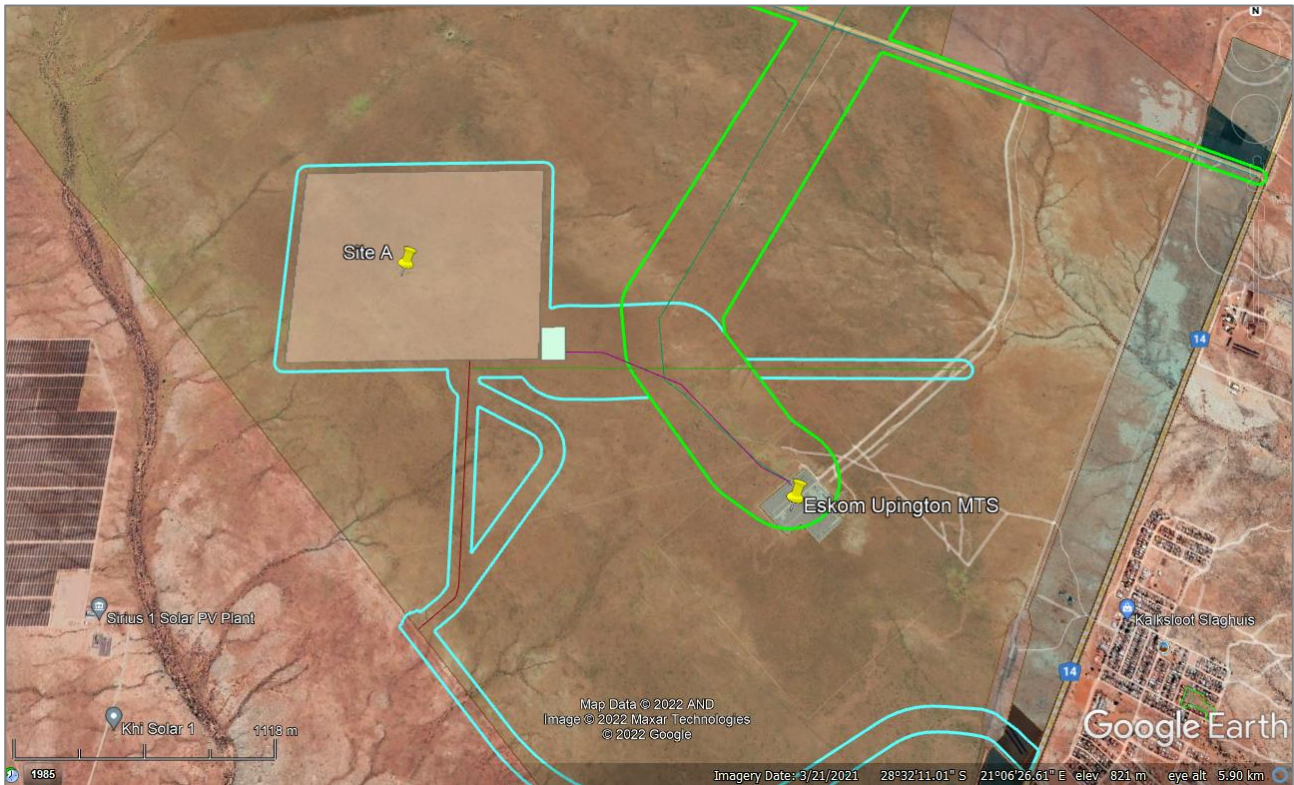 N
Site A
14
Eskom Upington MTS
Sirius 1 Solar PV Plant
Kalksloot Slaghuis
14
Khi Solar 1
1118 m
Map Data © 2022 AND
Image © 2022 Maxar Technologies
© 2022 Google
Google Earth
1985
Imagery Date: 3/21/2021 28°32'11.01" S 21°06'26.61" E elev 821 m eye alt 5.90 km